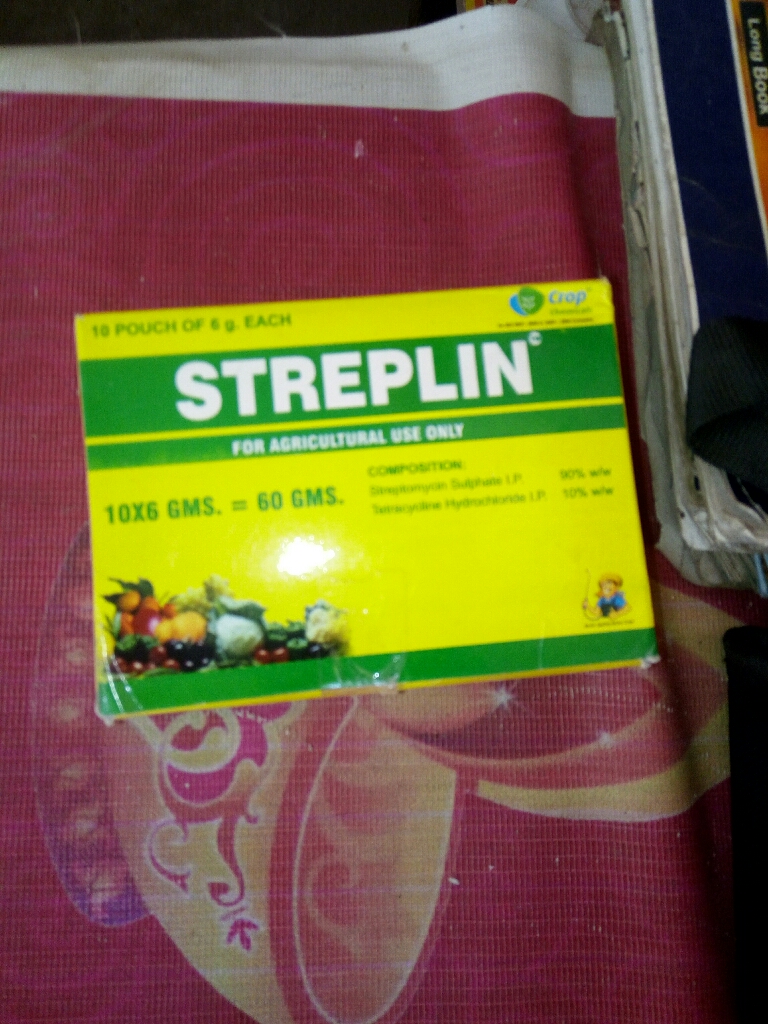 Long Book
10 POUCH OF 6 g. EACH
Crop
STREPLIN
FOR AGRICULTURAL USE ONLY
COMPOSITION:
Streptomycin Sulphate I.P. 90% w/w
Tetracycline Hydrochloride I.P. 10% w/w
10X6 GMS. = 60 GMS.